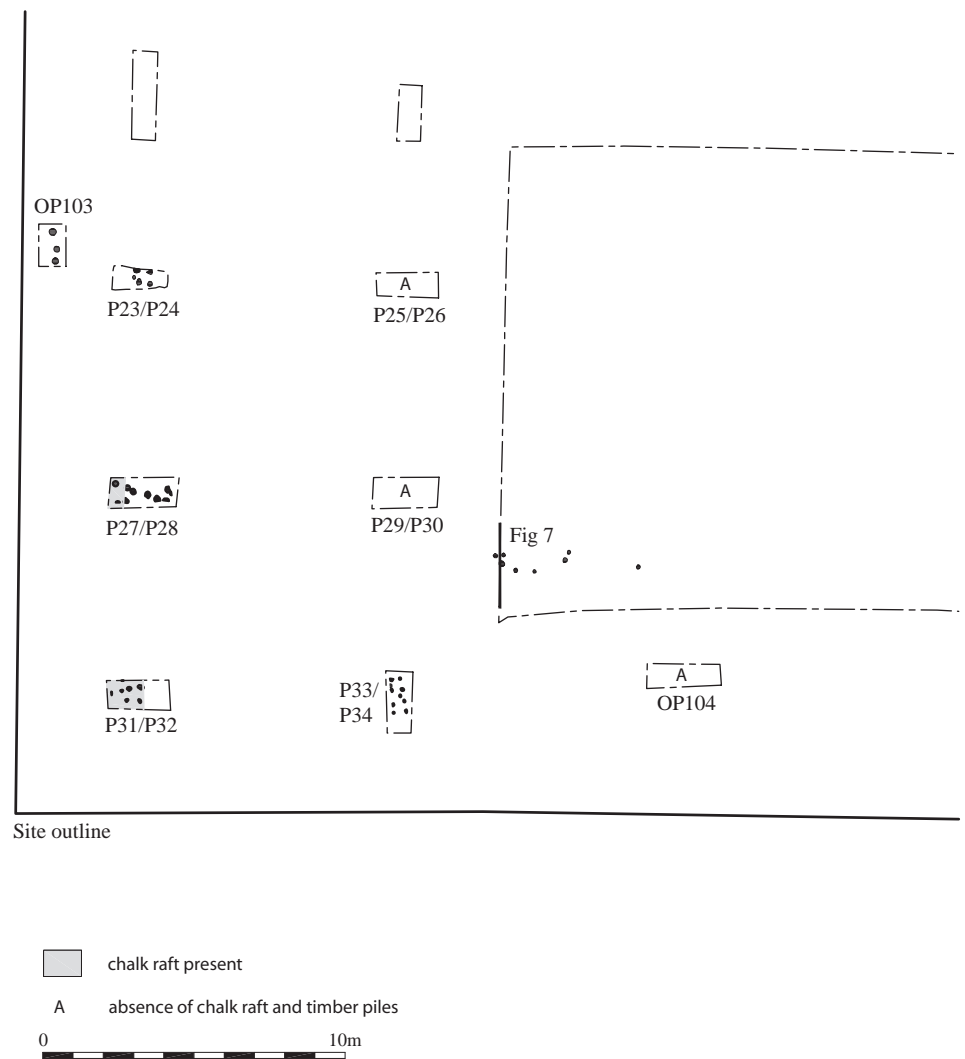 OP103
P23/P24
A
P25/P26
P27/P28
A
P29/P30
Fig 7
P31/P32
P33/
P34
A
OP104
Site outline
chalk raft present
A absence of chalk raft and timber piles
0 10m